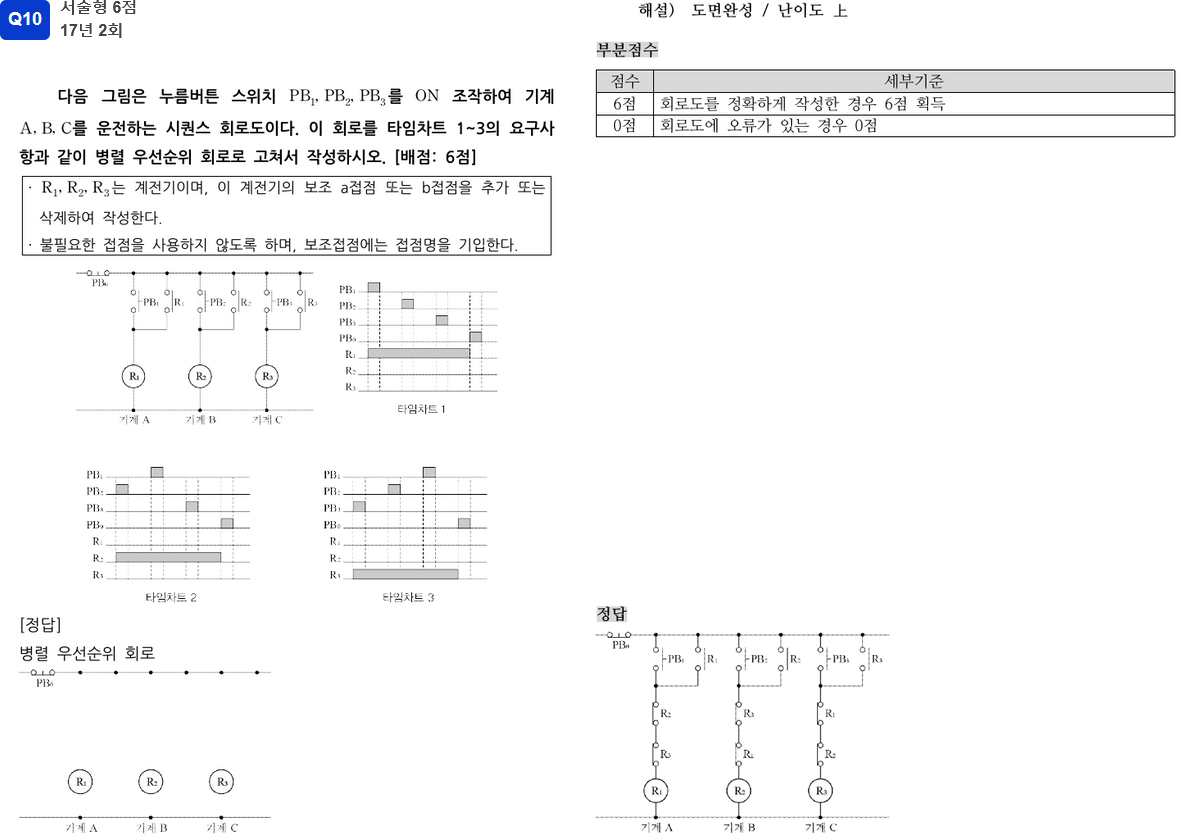 Q10
서술형 6점
17년 2회
다음 그림은 누름버튼 스위치 PB₁, PB₂, PB₃를 ON 조작하여 기계
A, B, C를 운전하는 시퀀스 회로도이다. 이 회로를 타임차트 1~3의 요구사
항과 같이 병렬 우선순위 회로로 고쳐서 작성하시오. [배점: 6점]
· R₁, R₂, R₃는 계전기이며, 이 계전기의 보조 a접점 또는 b접점을 추가 또는
삭제하여 작성한다.
· 불필요한 접점을 사용하지 않도록 하며, 보조접점에는 접점명을 기입한다.
PB₀
PB₁ R₁ PB₂ R₂ PB₃ R₃
R₁ R₂ R₃
기계 A 기계 B 기계 C
PB₁
PB₂
PB₃
PB₀
R₁
R₂
R₃
타임차트 1
PB₁
PB₂
PB₃
PB₀
R₁
R₂
R₃
타임차트 2
PB₁
PB₂
PB₃
PB₀
R₁
R₂
R₃
타임차트 3
[정답]
병렬 우선순위 회로
PB₀
R₁ R₂ R₃
기계 A 기계 B 기계 C
해설) 도면완성 / 난이도 上
부분점수
점수 세부기준
6점 회로도를 정확하게 작성한 경우 6점 획득
0점 회로도에 오류가 있는 경우 0점
정답
PB₀
PB₁ R₁ PB₂ R₂ PB₃ R₃
R₂ R₃ R₁
R₃ R₁ R₂
R₁ R₂ R₃
기계 A 기계 B 기계 C